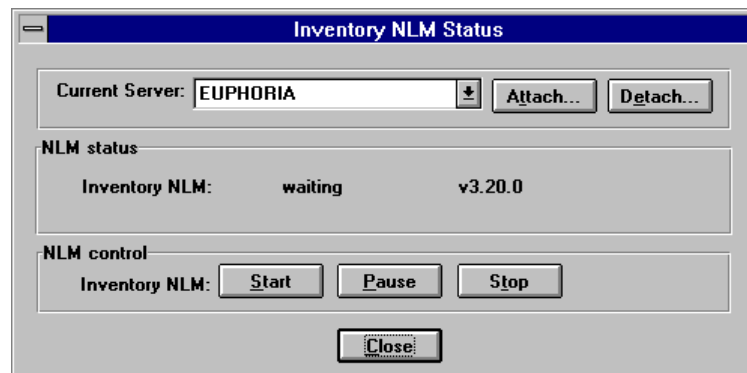 Inventory NLM Status
Current Server: EUPHORIA Attach... Detach...
NLM status
Inventory NLM: waiting v3.20.0
NLM control
Inventory NLM: Start Pause Stop
Close